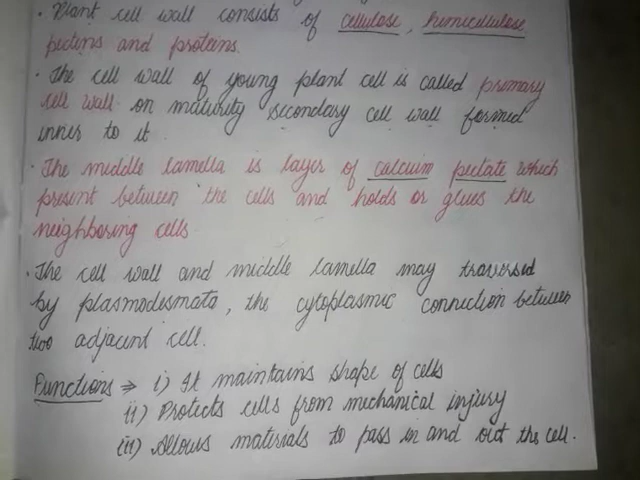 · Plant cell wall consists of cellulose, hemicellulose
pectins and proteins.
· The cell wall of young plant cell is called primary
cell wall on maturity secondary cell wall formed
inner to it.
· The middle lamella is layer of calcuim pectate which
present between the cells and holds or glues the
neighboring cells
· The cell wall and middle lamella may traversed
by plasmodesmata, the cytoplasmic connection between
two adjacent cell.
Functions ⇒ i) It maintains shape of cells
ii) Protects cells from mechanical injury
iii) Allows materials to pass in and out the cell.